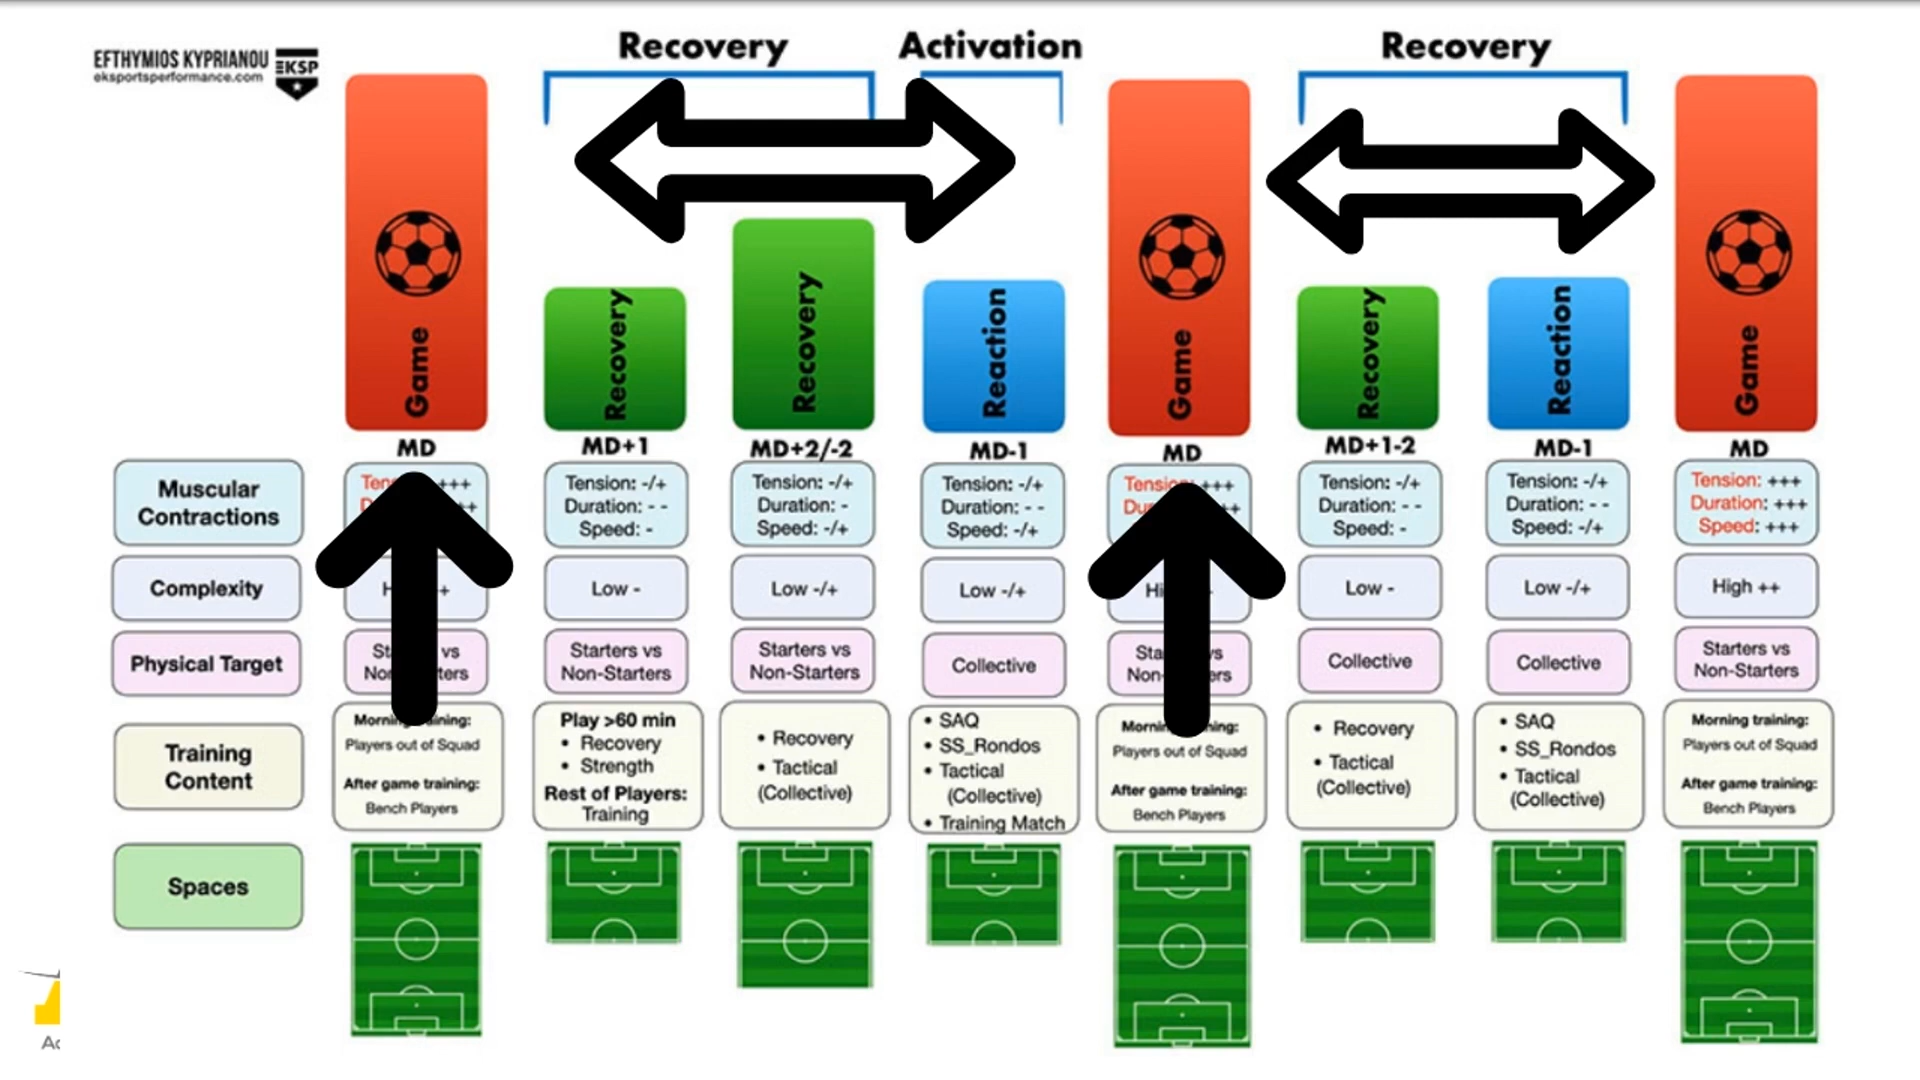 EFTHYMIOS KYPRIANOU
eksportsperformance.com
EKSP
Recovery
Activation
Recovery
Game
Recovery
Recovery
Reaction
Game
Recovery
Reaction
Game
MD
MD+1
MD+2/-2
MD-1
MD
MD+1-2
MD-1
MD
Muscular
Contractions
+++
Tension: -/+
Duration: - -
Speed: -
Tension: -/+
Duration: -
Speed: -/+
Tension: -/+
Duration: - -
Speed: -/+
Tension: +++
Tension: -/+
Duration: - -
Speed: -
Tension: -/+
Duration: - -
Speed: -/+
Tension: +++
Duration: +++
Speed: +++
Complexity
Low -
Low -/+
Low -/+
Low -
Low -/+
High ++
Physical Target
vs
Starters vs
Non-Starters
Starters vs
Non-Starters
Collective
Collective
Collective
Starters vs
Non-Starters
Training
Content
Players out of Squad
After game training:
Bench Players
Play >60 min
• Recovery
• Strength
Rest of Players:
Training
• Recovery
• Tactical
(Collective)
• SAQ
• SS_Rondos
• Tactical
(Collective)
• Training Match
Players out of Squad
After game training:
Bench Players
• Recovery
• Tactical
(Collective)
• SAQ
• SS_Rondos
• Tactical
(Collective)
Morning training:
Players out of Squad
After game training:
Bench Players
Spaces